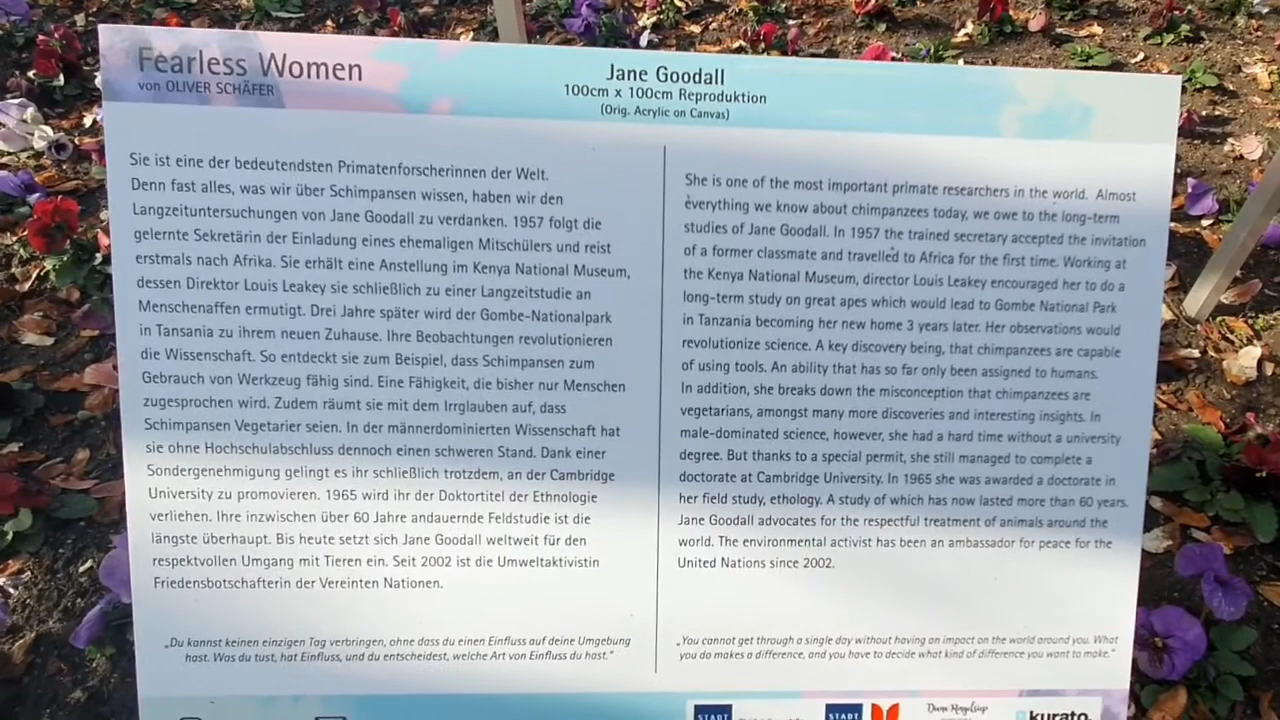 Fearless Women
von OLIVER SCHÄFER
Jane Goodall
100cm x 100cm Reproduktion
(Orig. Acrylic on Canvas)
Sie ist eine der bedeutendsten Primatenforscherinnen der Welt.
Denn fast alles, was wir über Schimpansen wissen, haben wir den
Langzeituntersuchungen von Jane Goodall zu verdanken. 1957 folgt die
gelernte Sekretärin der Einladung eines ehemaligen Mitschülers und reist
erstmals nach Afrika. Sie erhält eine Anstellung im Kenya National Museum,
dessen Direktor Louis Leakey sie schließlich zu einer Langzeitstudie an
Menschenaffen ermutigt. Drei Jahre später wird der Gombe-Nationalpark
in Tansania zu ihrem neuen Zuhause. Ihre Beobachtungen revolutionieren
die Wissenschaft. So entdeckt sie zum Beispiel, dass Schimpansen zum
Gebrauch von Werkzeug fähig sind. Eine Fähigkeit, die bisher nur Menschen
zugesprochen wird. Zudem räumt sie mit dem Irrglauben auf, dass
Schimpansen Vegetarier seien. In der männerdominierten Wissenschaft hat
sie ohne Hochschulabschluss dennoch einen schweren Stand. Dank einer
Sondergenehmigung gelingt es ihr schließlich trotzdem, an der Cambridge
University zu promovieren. 1965 wird ihr der Doktortitel der Ethnologie
verliehen. Ihre inzwischen über 60 Jahre andauernde Feldstudie ist die
längste überhaupt. Bis heute setzt sich Jane Goodall weltweit für den
respektvollen Umgang mit Tieren ein. Seit 2002 ist die Umweltaktivistin
Friedensbotschafterin der Vereinten Nationen.
„Du kannst keinen einzigen Tag verbringen, ohne dass du einen Einfluss auf deine Umgebung
hast. Was du tust, hat Einfluss, und du entscheidest, welche Art von Einfluss du hast."
She is one of the most important primate researchers in the world. Almost
everything we know about chimpanzees today, we owe to the long-term
studies of Jane Goodall. In 1957 the trained secretary accepted the invitation
of a former classmate and travelled to Africa for the first time. Working at
the Kenya National Museum, director Louis Leakey encouraged her to do a
long-term study on great apes which would lead to Gombe National Park
in Tanzania becoming her new home 3 years later. Her observations would
revolutionize science. A key discovery being, that chimpanzees are capable
of using tools. An ability that has so far only been assigned to humans.
In addition, she breaks down the misconception that chimpanzees are
vegetarians, amongst many more discoveries and interesting insights. In
male-dominated science, however, she had a hard time without a university
degree. But thanks to a special permit, she still managed to complete a
doctorate at Cambridge University. In 1965 she was awarded a doctorate in
her field study, ethology. A study of which has now lasted more than 60 years.
Jane Goodall advocates for the respectful treatment of animals around the
world. The environmental activist has been an ambassador for peace for the
United Nations since 2002.
„You cannot get through a single day without having an impact on the world around you. What
you do makes a difference, and you have to decide what kind of difference you want to make."
STADT
STADT
kurato.